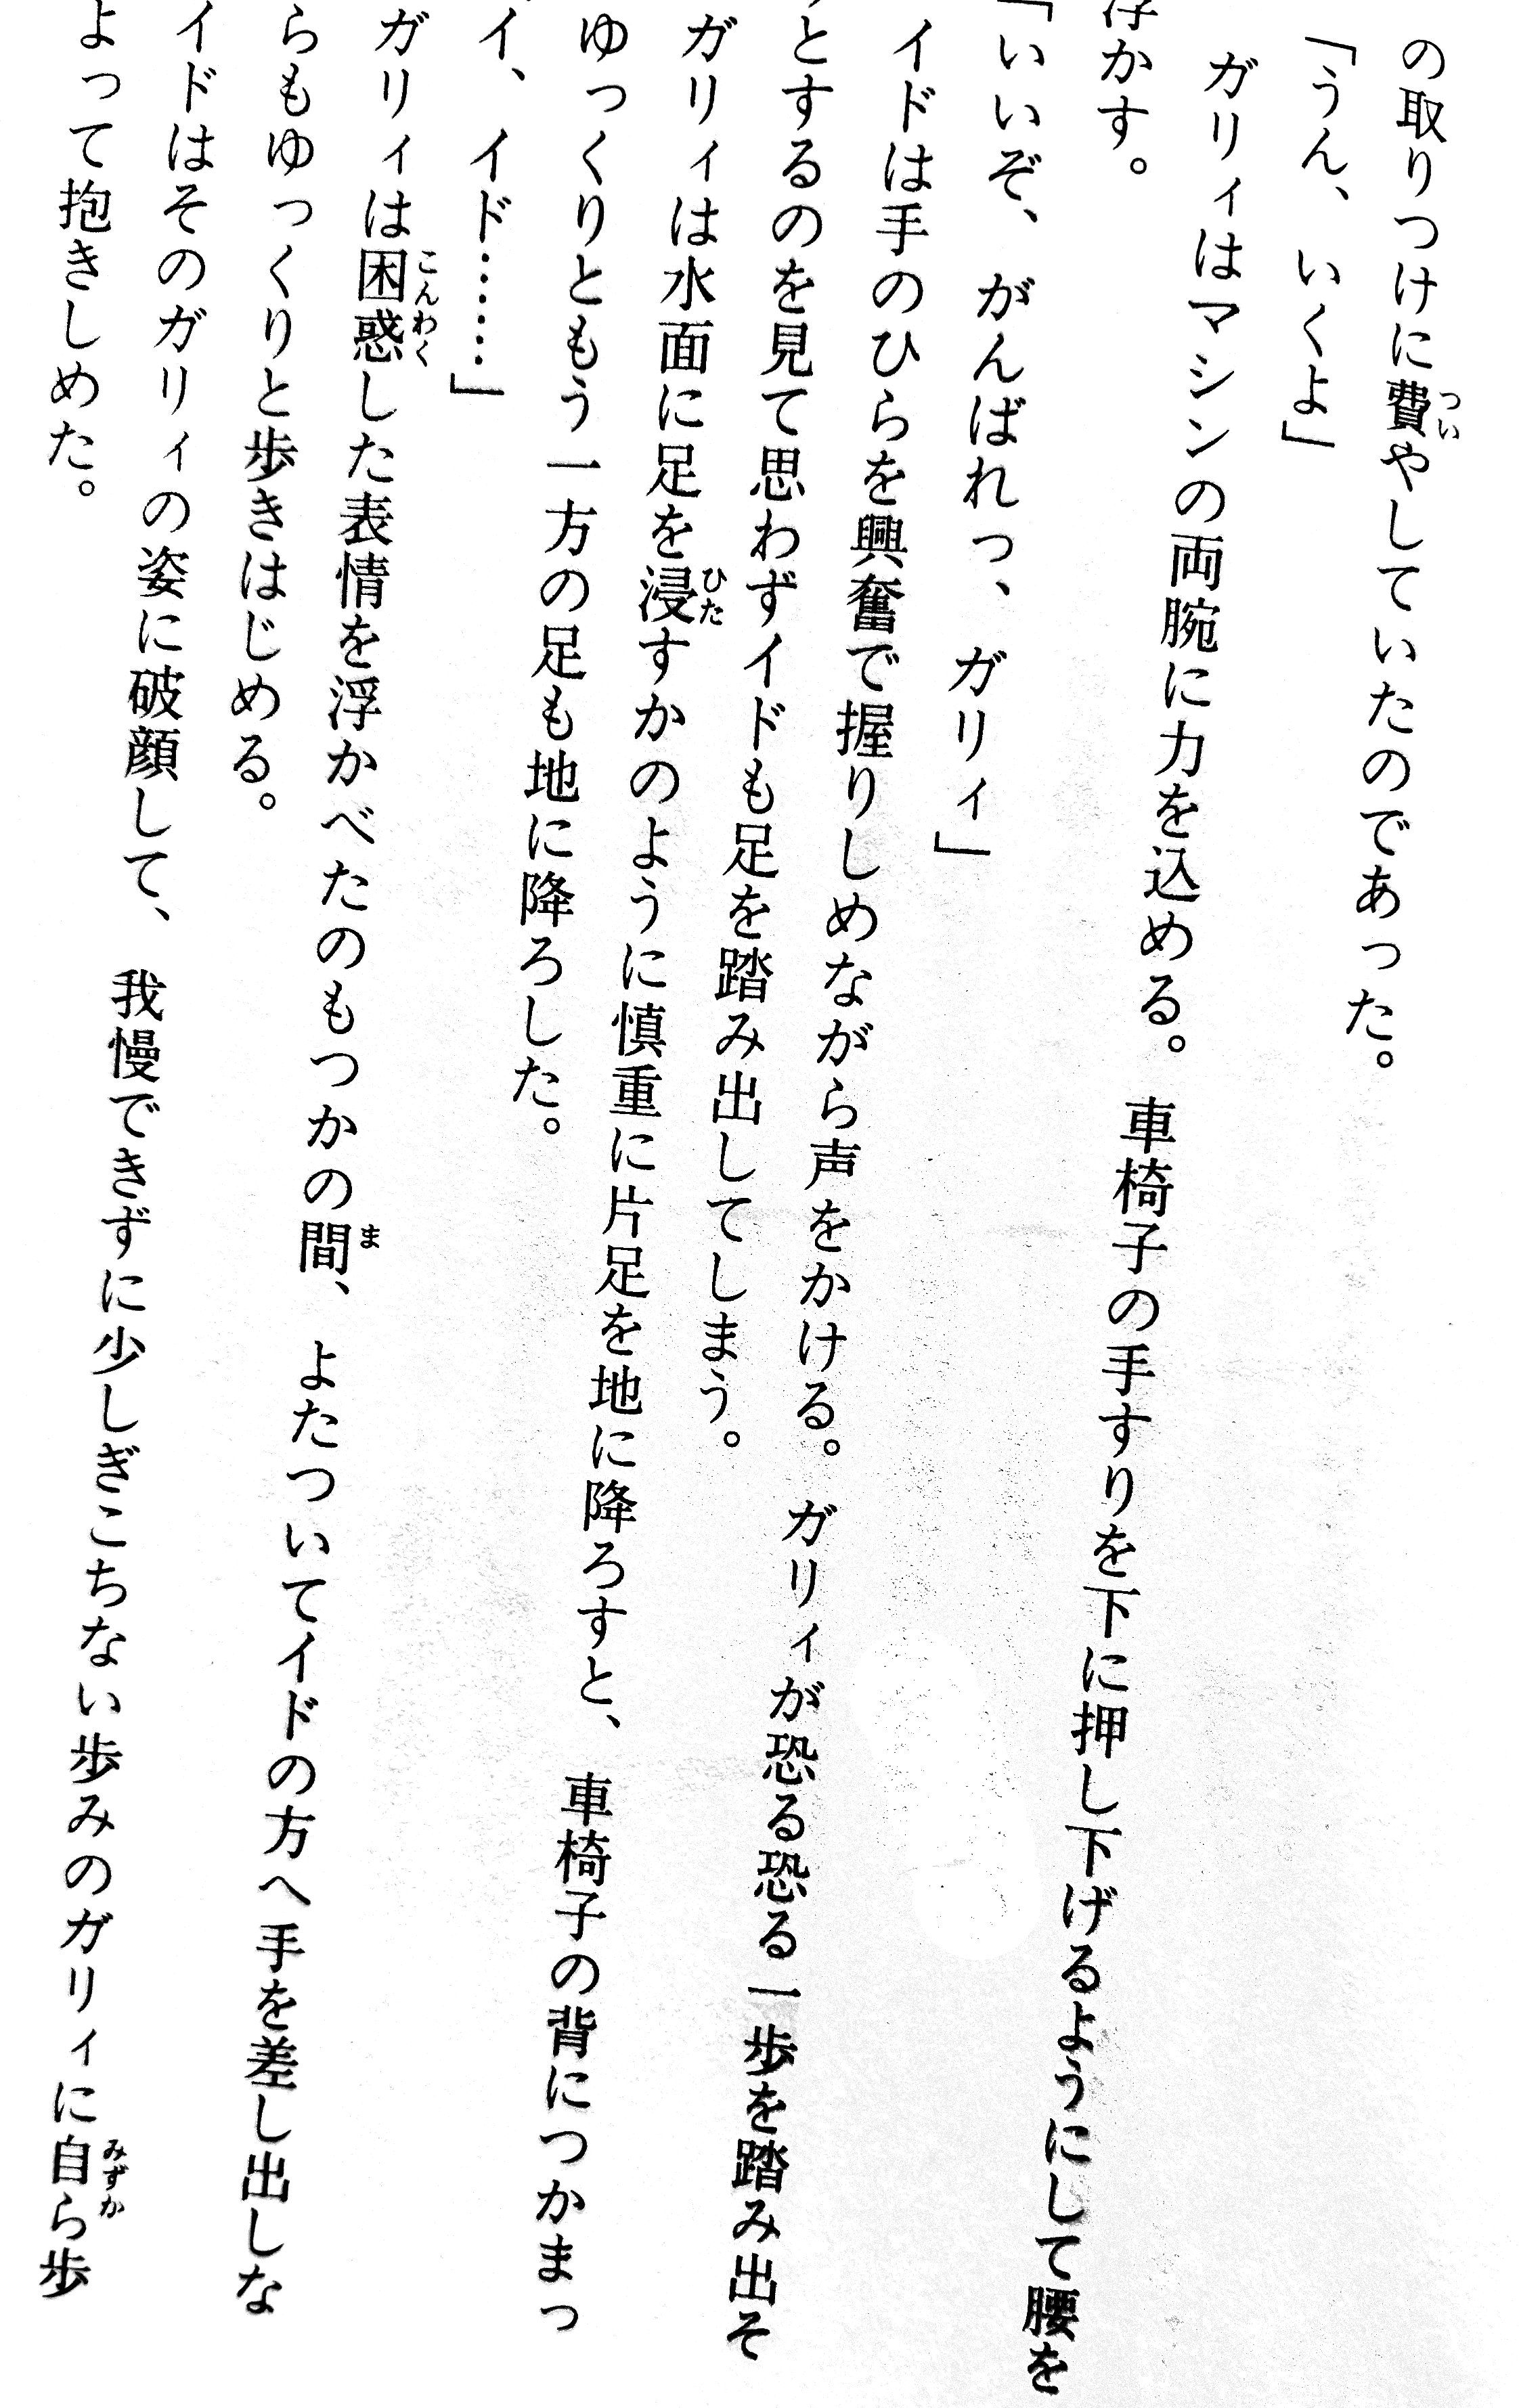 の取りつけに費やしていたのであった。
「うん、いくよ」
ガリィはマシンの両腕に力を込める。車椅子の手すりを下に押し下げるようにして腰を
浮かす。
「いいぞ、がんばれっ、ガリィ」
イドは手のひらを興奮で握りしめながら声をかける。ガリィが恐る恐る一歩を踏み出そ
うとするのを見て思わずイドも足を踏み出してしまう。
ガリィは水面に足を浸すかのように慎重に片足を地に降ろすと、車椅子の背につかまっ
ゆっくりともう一方の足も地に降ろした。
イ、イド……」
ガリィは困惑した表情を浮かべたのもつかの間、よたついてイドの方へ手を差し出しな
らもゆっくりと歩きはじめる。
イドはそのガリィの姿に破顔して、我慢できずに少しぎこちない歩みのガリィに自ら歩
よって抱きしめた。